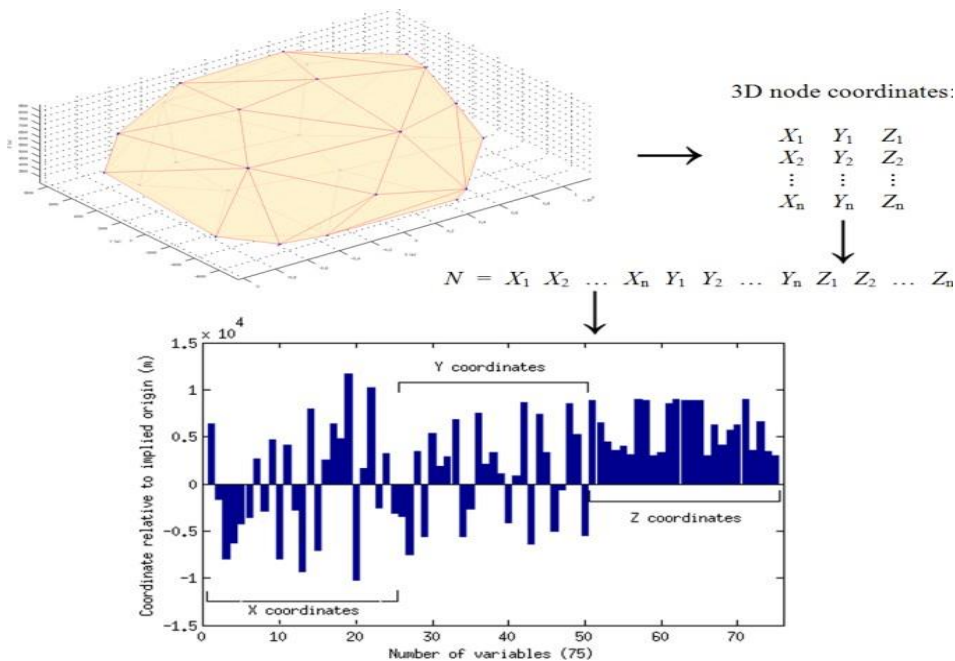 3D node coordinates:
X1 Y1 Z1
X2 Y2 Z2
⋮ ⋮ ⋮
Xn Yn Zn
N = X1 X2 ... Xn Y1 Y2 ... Yn Z1 Z2 ... Zn
× 10^4
1.5
1
0.5
0
-0.5
-1
-1.5
Coordinate relative to implied origin (m)
Y coordinates
Z coordinates
X coordinates
0 10 20 30 40 50 60 70
Number of variables (75)